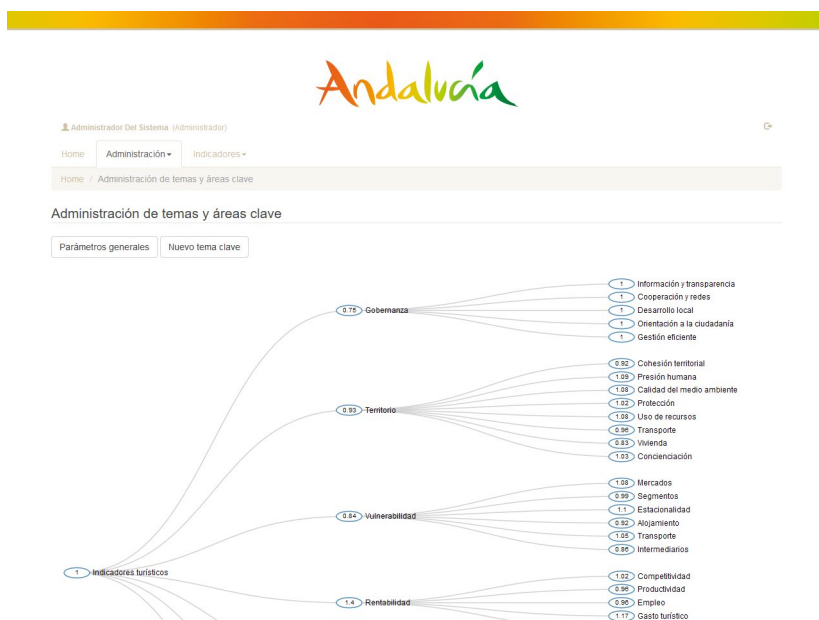 Andalucía
Administrador Del Sistema (Administrador)
Home Administración Indicadores
Home / Administración de temas y áreas clave
Administración de temas y áreas clave
Parámetros generales Nuevo tema clave
1 Información y transparencia
1 Cooperación y redes
0.75 Gobernanza 1 Desarrollo local
1 Orientación a la ciudadanía
1 Gestión eficiente
0.92 Cohesión territorial
1.09 Presión humana
1.08 Calidad del medio ambiente
0.93 Territorio 1.02 Protección
1.08 Uso de recursos
0.96 Transporte
0.83 Vivienda
1.03 Concienciación
1.08 Mercados
0.99 Segmentos
0.84 Vulnerabilidad 1.1 Estacionalidad
0.92 Alojamiento
1.05 Transporte
0.86 Intermediarios
1 Indicadores turísticos 1.02 Competitividad
0.96 Productividad
1.4 Rentabilidad 0.96 Empleo
1.17 Gasto turístico